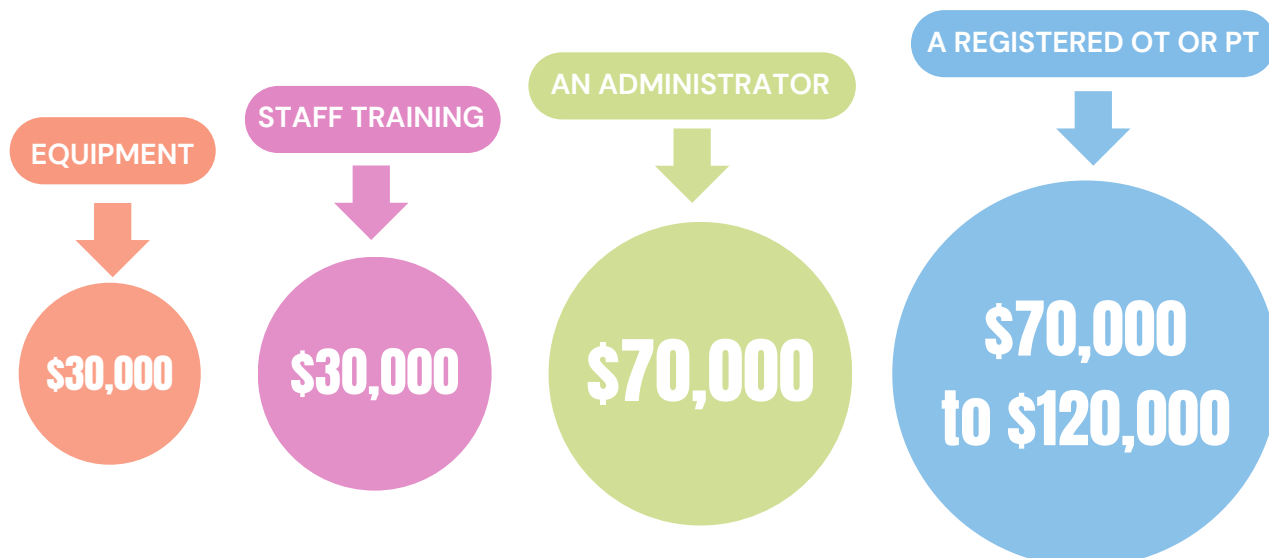 EQUIPMENT
$30,000
STAFF TRAINING
$30,000
AN ADMINISTRATOR
$70,000
A REGISTERED OT OR PT
$70,000
to $120,000